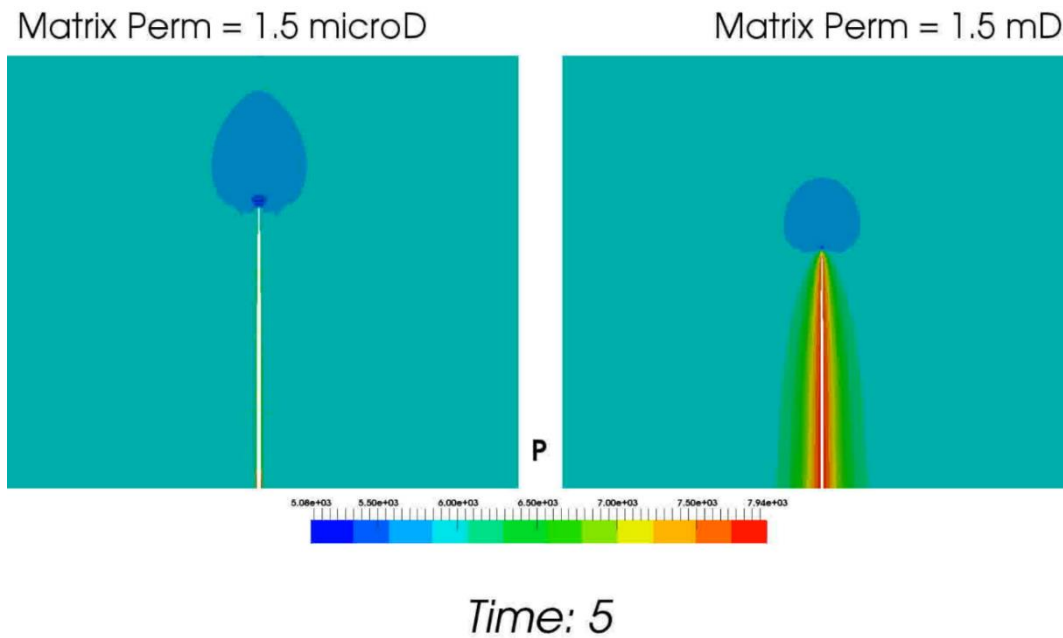 Matrix Perm = 1.5 microD
Matrix Perm = 1.5 mD
P
5.08e+03 5.50e+03 6.00e+03 6.50e+03 7.00e+03 7.50e+03 7.94e+03
Time: 5